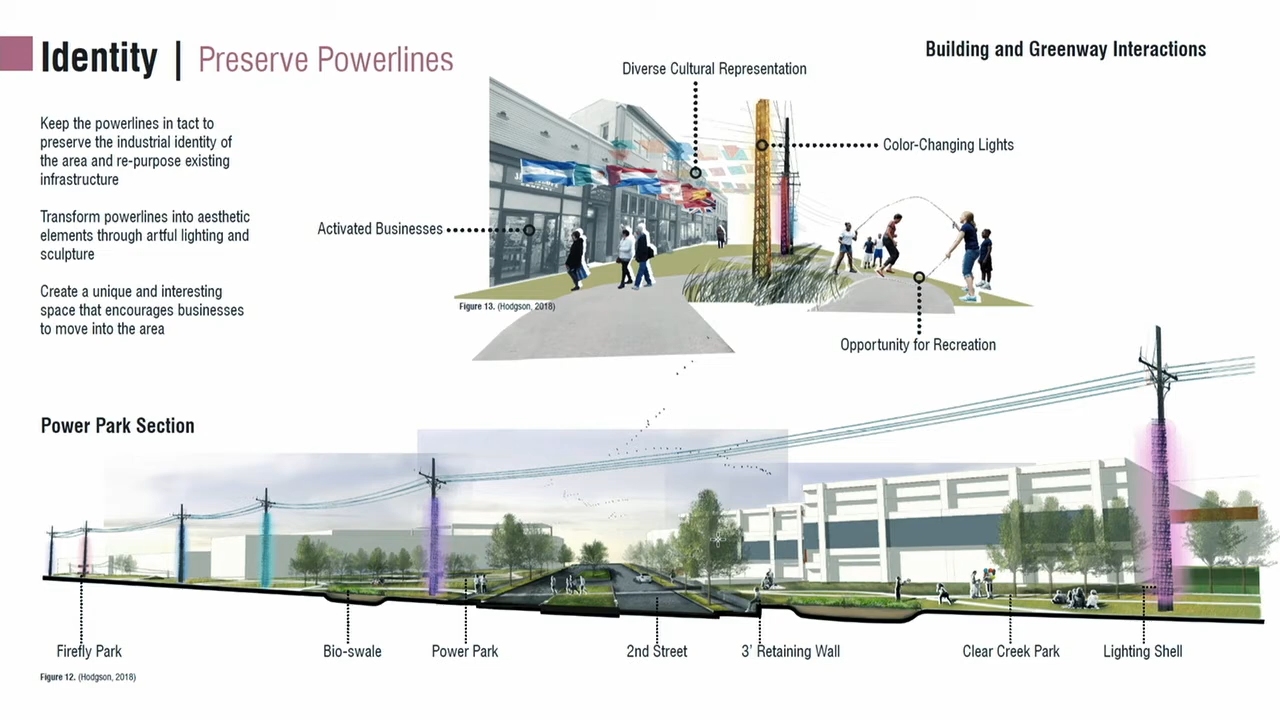 Identity | Preserve Powerlines
Building and Greenway Interactions
Keep the powerlines in tact to
preserve the industrial identity of
the area and re-purpose existing
infrastructure
Transform powerlines into aesthetic
elements through artful lighting and
sculpture
Create a unique and interesting
space that encourages businesses
to move into the area
Diverse Cultural Representation
Color-Changing Lights
Activated Businesses
Figure 13. (Hodgson, 2018)
Opportunity for Recreation
Power Park Section
Firefly Park
Bio-swale
Power Park
2nd Street
3' Retaining Wall
Clear Creek Park
Lighting Shell
Figure 12. (Hodgson, 2018)